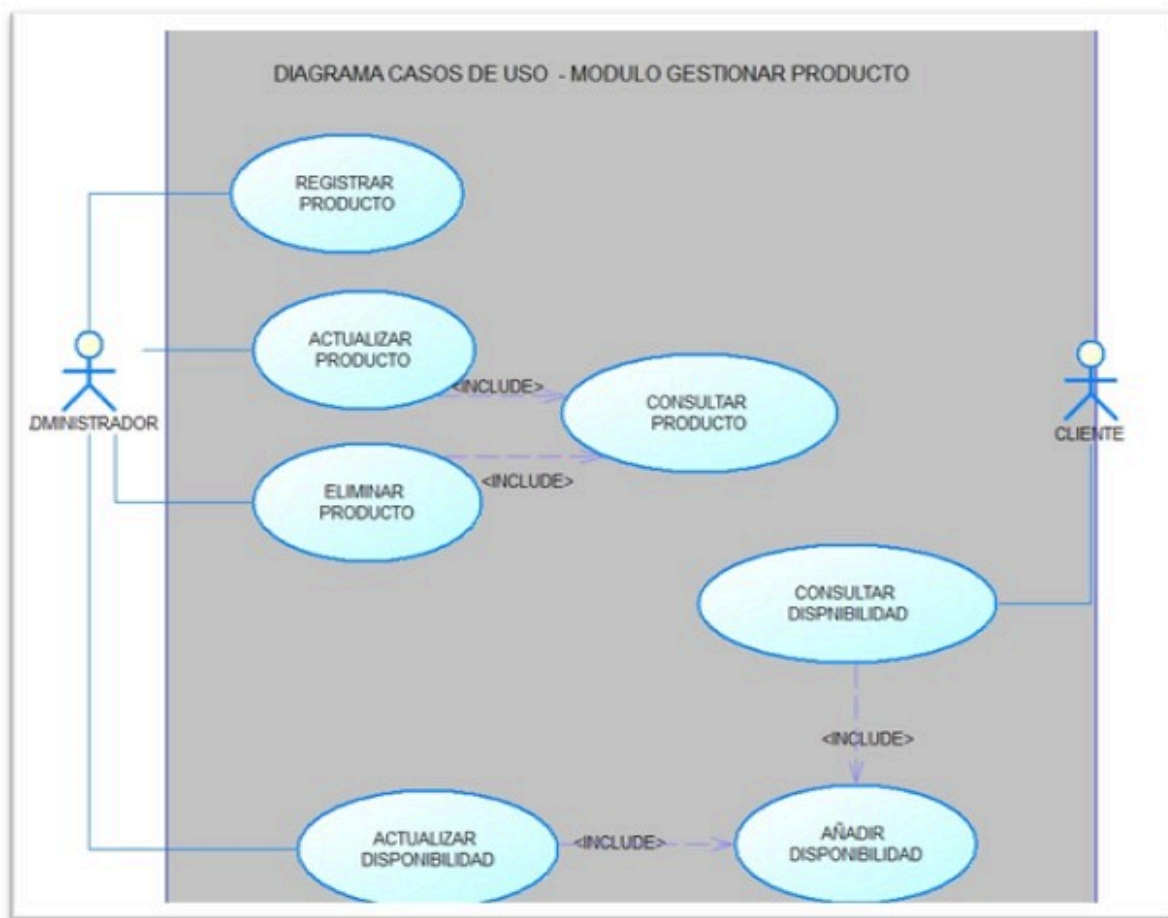 DIAGRAMA CASOS DE USO - MODULO GESTIONAR PRODUCTO
REGISTRAR
PRODUCTO
ACTUALIZAR
PRODUCTO
<INCLUDE>
CONSULTAR
PRODUCTO
DMINISTRADOR
CLIENTE
<INCLUDE>
ELIMINAR
PRODUCTO
CONSULTAR
DISPNIBILIDAD
<INCLUDE>
ACTUALIZAR
DISPONIBILIDAD
<INCLUDE>
AÑADIR
DISPONIBILIDAD